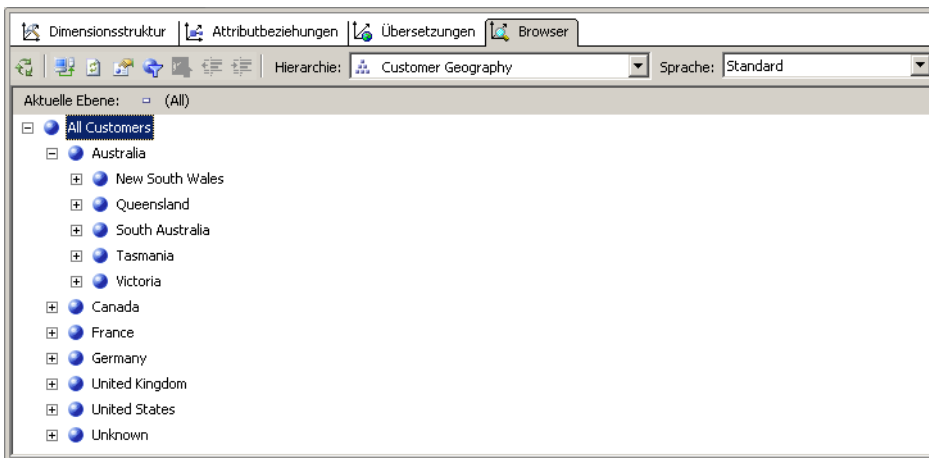 Dimensionsstruktur Attributbeziehungen Übersetzungen Browser
Hierarchie: Customer Geography Sprache: Standard
Aktuelle Ebene: (All)
All Customers
Australia
New South Wales
Queensland
South Australia
Tasmania
Victoria
Canada
France
Germany
United Kingdom
United States
Unknown